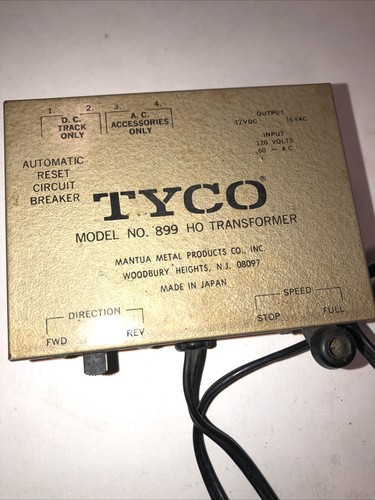 1. 2. 3. 4.
D.C. TRACK ONLY
A.C. ACCESSORIES ONLY
OUTPUT
12VDC 16VAC
INPUT
120 VOLTS
60 ~ A.C.
AUTOMATIC
RESET
CIRCUIT
BREAKER
TYCO®
MODEL NO. 899 HO TRANSFORMER
MANTUA METAL PRODUCTS CO., INC.
WOODBURY HEIGHTS, N.J. 08097
MADE IN JAPAN
DIRECTION
FWD REV
SPEED
STOP FULL